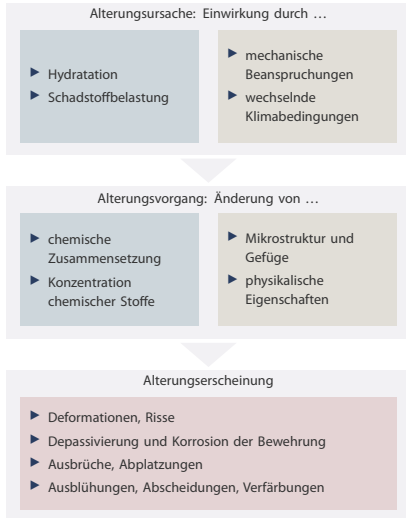 Alterungsursache: Einwirkung durch …
► Hydratation
► Schadstoffbelastung
► mechanische
Beanspruchungen
► wechselnde
Klimabedingungen
Alterungsvorgang: Änderung von …
► chemische
Zusammensetzung
► Konzentration
chemischer Stoffe
► Mikrostruktur und
Gefüge
► physikalische
Eigenschaften
Alterungserscheinung
► Deformationen, Risse
► Depassivierung und Korrosion der Bewehrung
► Ausbrüche, Abplatzungen
► Ausblühungen, Abscheidungen, Verfärbungen